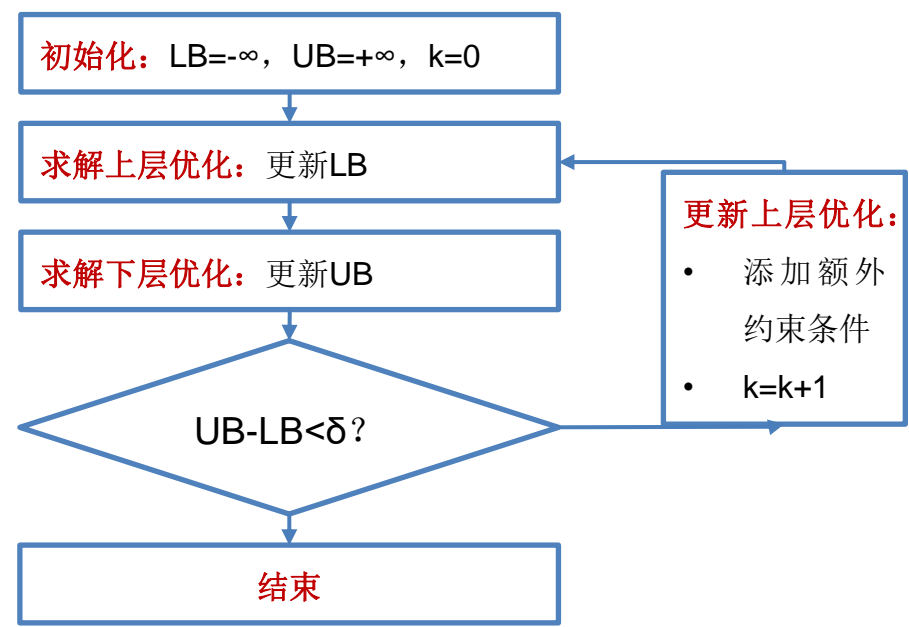 初始化：LB=-∞，UB=+∞，k=0
求解上层优化：更新LB
求解下层优化：更新UB
UB-LB<δ？
结束
更新上层优化：
• 添加额外
约束条件
• k=k+1